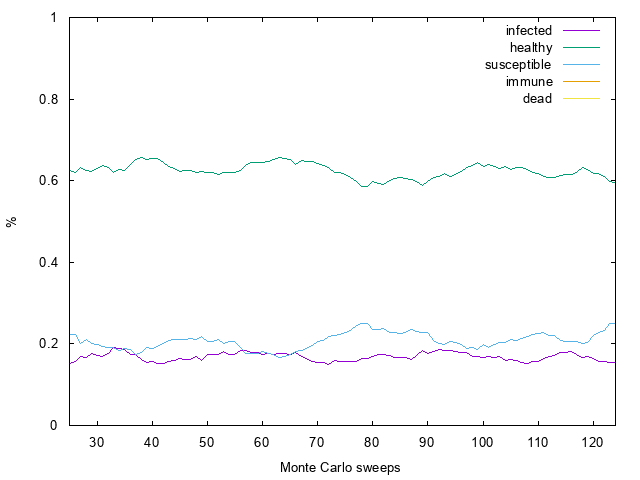 1
infected
healthy
susceptible
immune
dead
0.8
0.6
%
0.4
0.2
0
30 40 50 60 70 80 90 100 110 120
Monte Carlo sweeps